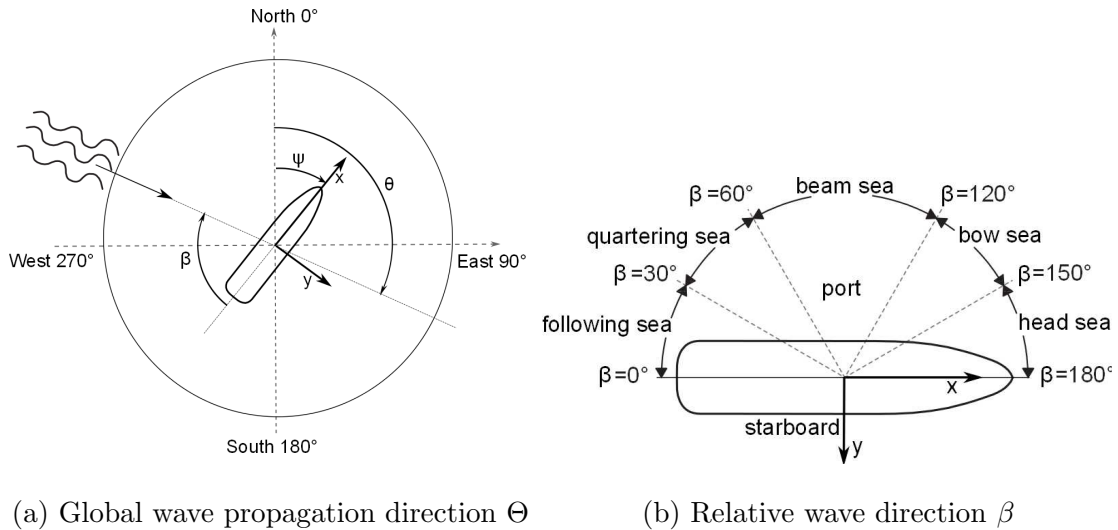 North 0°
ψ
x
θ
West 270°
β
y
East 90°
South 180°
(a) Global wave propagation direction Θ
beam sea
β=60°
β=120°
quartering sea
bow sea
β=30°
β=150°
port
following sea
head sea
β=0°
x
β=180°
starboard
y
(b) Relative wave direction β